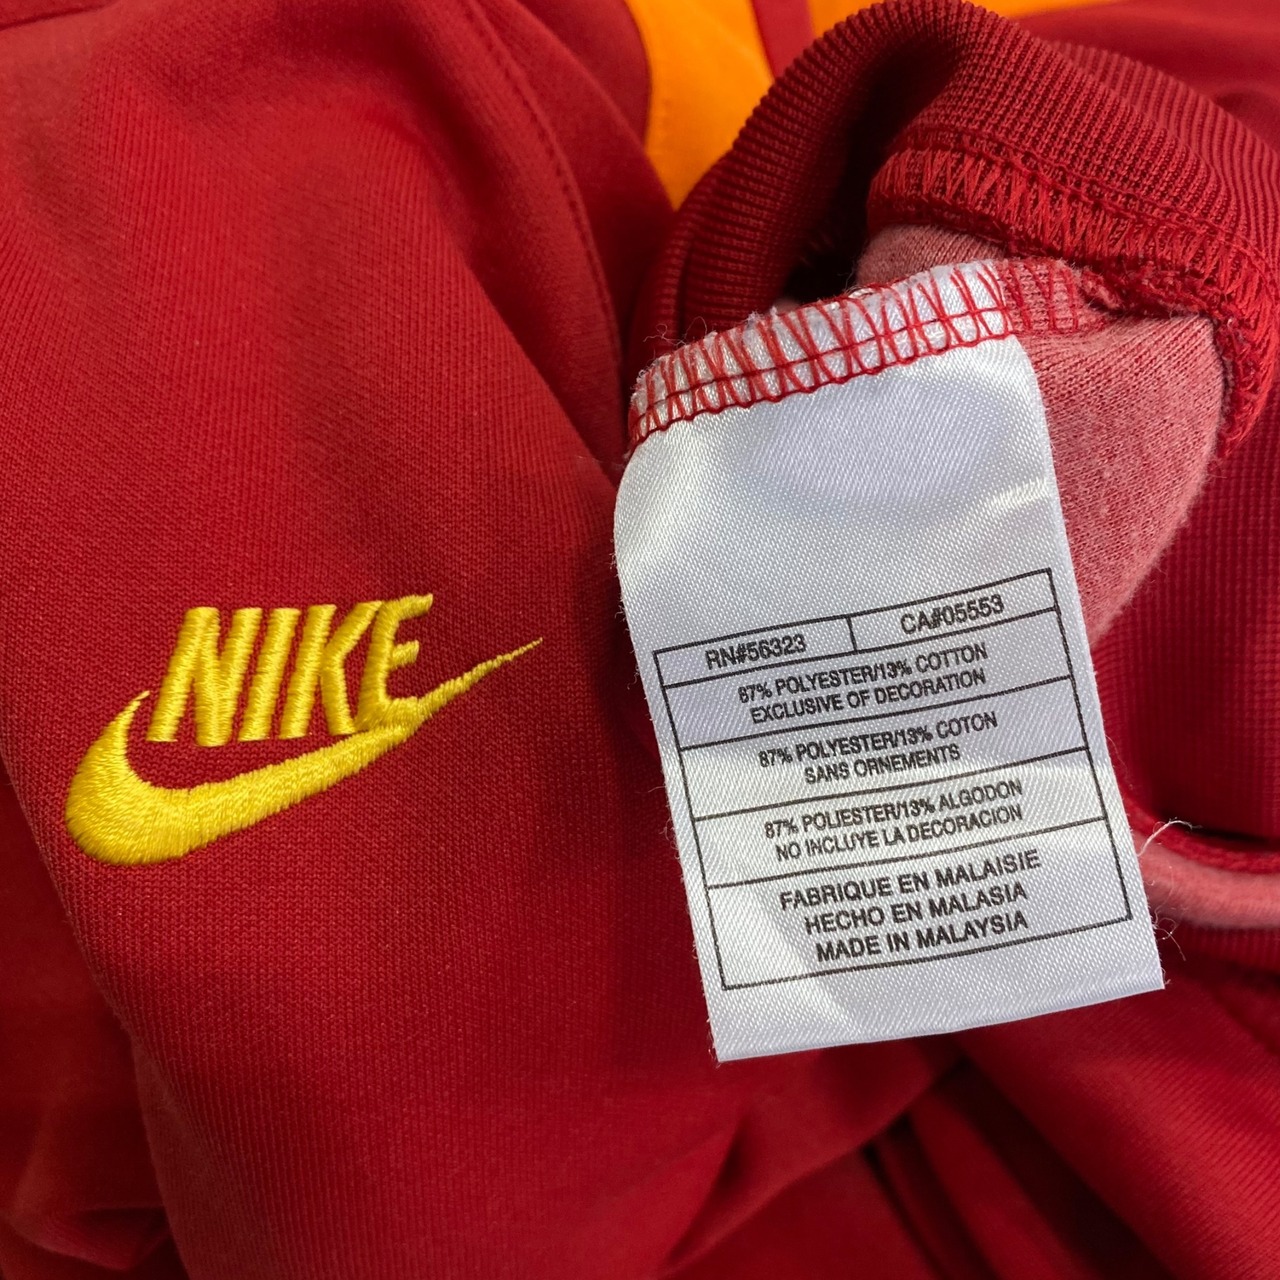 NIKE
RN#56323 CA#05553
87% POLYESTER/13% COTTON
EXCLUSIVE OF DECORATION
87% POLYESTER/13% COTON
SANS ORNEMENTS
87% POLIESTER/13% ALGODON
NO INCLUYE LA DECORACION
FABRIQUE EN MALAISIE
HECHO EN MALASIA
MADE IN MALAYSIA